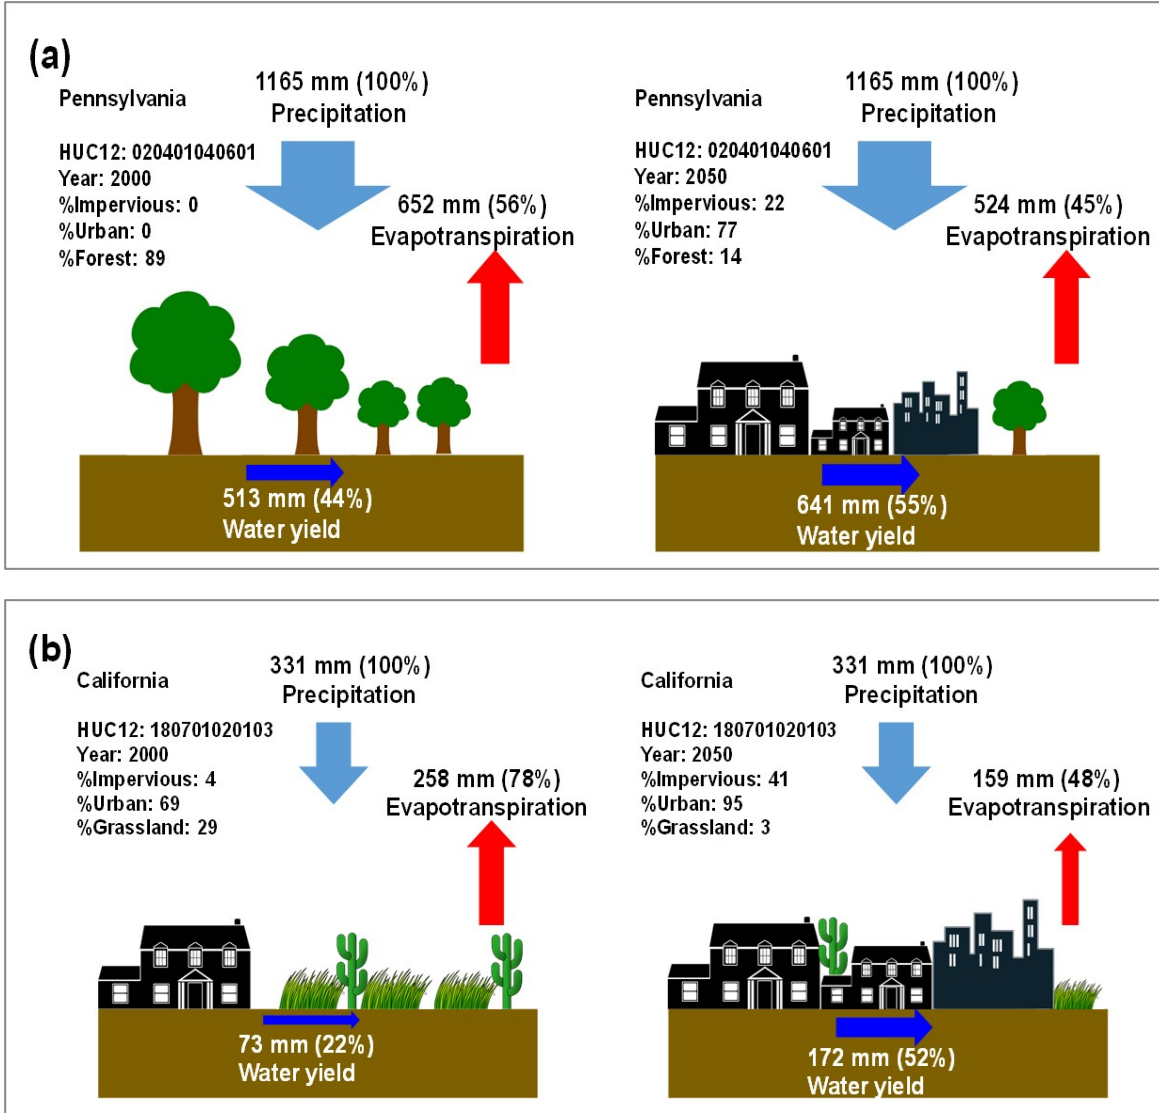 (a)
Pennsylvania
1165 mm (100%)
Precipitation
HUC12: 020401040601
Year: 2000
%Impervious: 0
%Urban: 0
%Forest: 89
652 mm (56%)
Evapotranspiration
513 mm (44%)
Water yield
Pennsylvania
1165 mm (100%)
Precipitation
HUC12: 020401040601
Year: 2050
%Impervious: 22
%Urban: 77
%Forest: 14
524 mm (45%)
Evapotranspiration
641 mm (55%)
Water yield
(b)
California
331 mm (100%)
Precipitation
HUC12: 180701020103
Year: 2000
%Impervious: 4
%Urban: 69
%Grassland: 29
258 mm (78%)
Evapotranspiration
73 mm (22%)
Water yield
California
331 mm (100%)
Precipitation
HUC12: 180701020103
Year: 2050
%Impervious: 41
%Urban: 95
%Grassland: 3
159 mm (48%)
Evapotranspiration
172 mm (52%)
Water yield